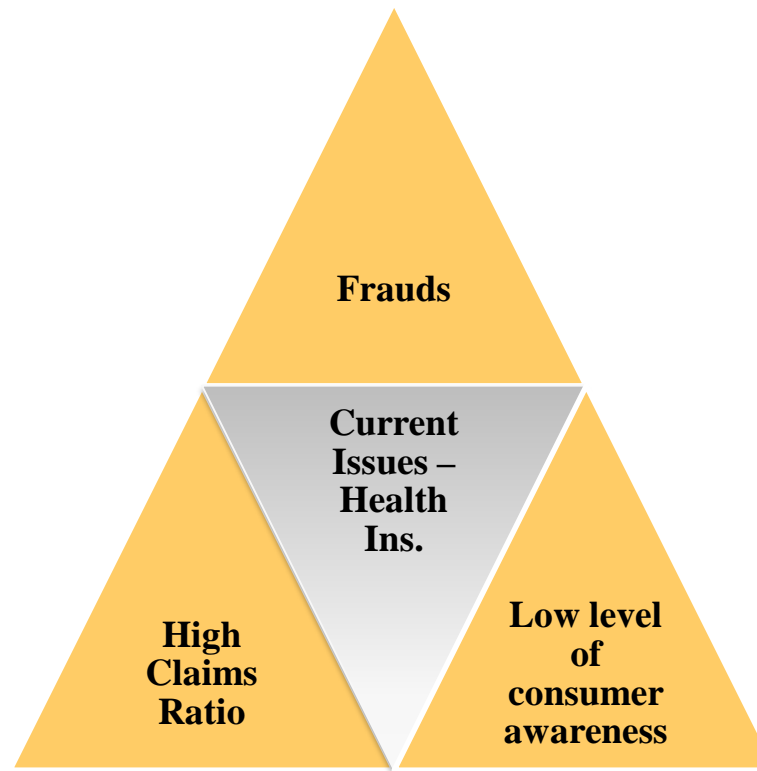 Frauds
Current
Issues –
Health
Ins.
High
Claims
Ratio
Low level
of
consumer
awareness